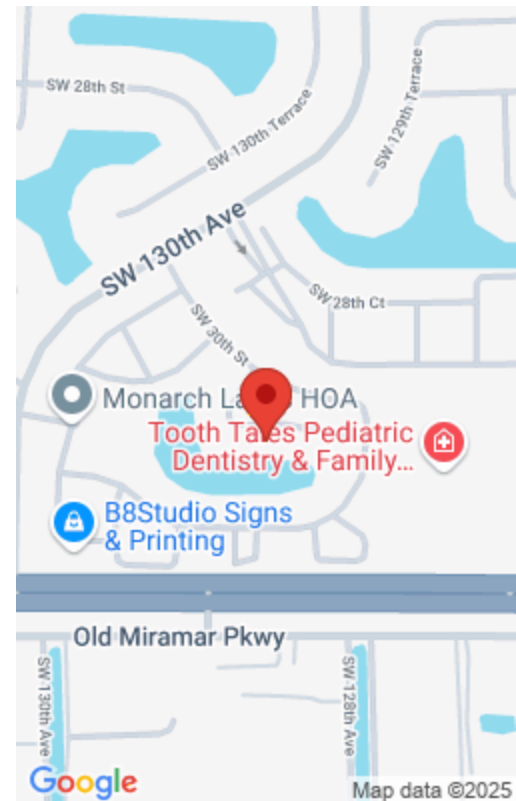 SW 28th St
SW 130th Terrace
SW 129th Terrace
SW 130th Ave
SW 28th Ct
SW 30th St
Monarch La HOA
Tooth Tales Pediatric
Dentistry & Family...
B8Studio Signs
& Printing
Old Miramar Pkwy
SW 130th Ave
SW 128th Ave
Google
Map data ©2025